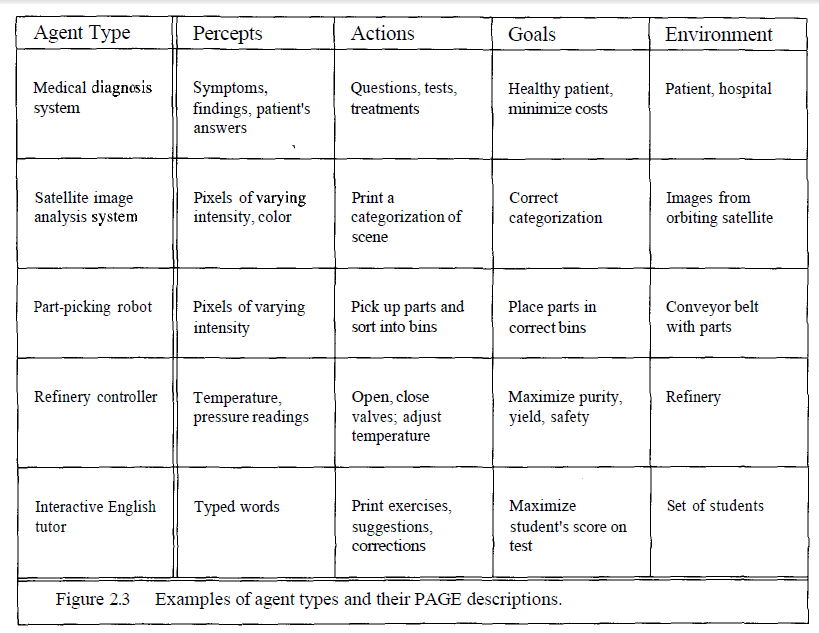 Agent Type Percepts Actions Goals Environment
Medical diagnosis Symptoms, Questions, tests, Healthy patient, Patient, hospital
system findings, patient's treatments minimize costs
answers
Satellite image Pixels of varying Print a Correct Images from
analysis system intensity, color categorization of categorization orbiting satellite
scene
Part-picking robot Pixels of varying Pick up parts and Place parts in Conveyor belt
intensity sort into bins correct bins with parts
Refinery controller Temperature, Open, close Maximize purity, Refinery
pressure readings valves; adjust yield, safety
temperature
Interactive English Typed words Print exercises, Maximize Set of students
tutor suggestions, student's score on
corrections test
Figure 2.3 Examples of agent types and their PAGE descriptions.